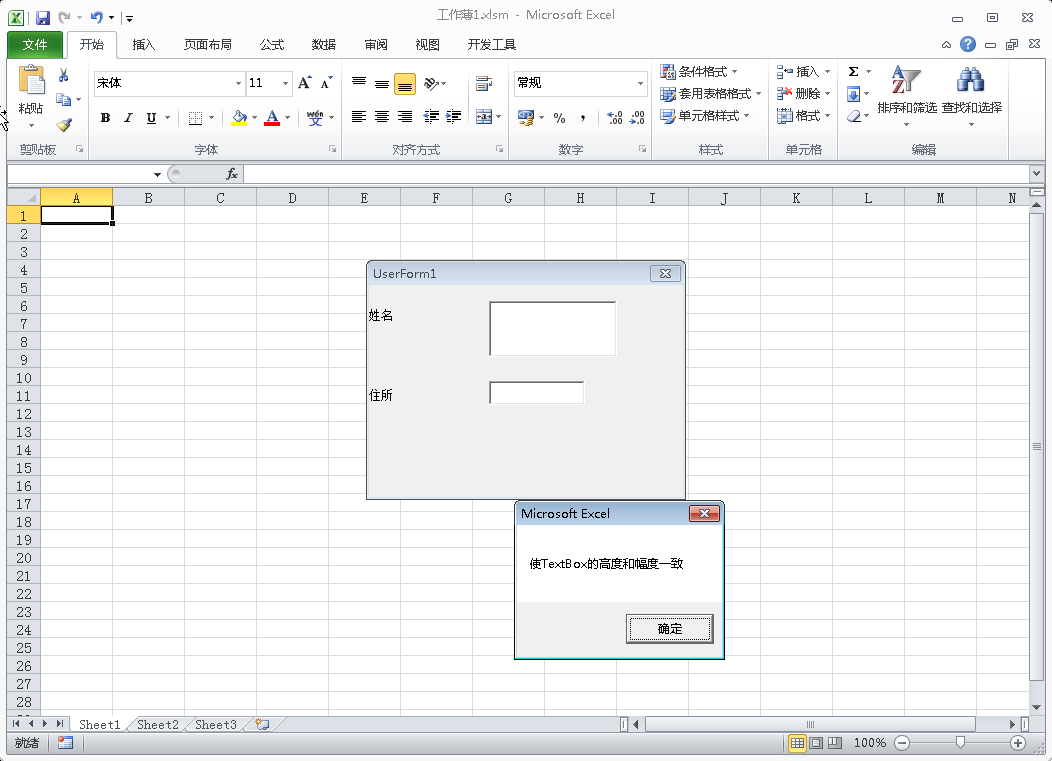 工作簿1.xlsm - Microsoft Excel
文件 开始 插入 页面布局 公式 数据 审阅 视图 开发工具
宋体 11 常规 条件格式 插入 Σ
粘贴 套用表格格式 删除 排序和筛选 查找和选择
B I U A wén 文 % , 单元格样式 格式
剪贴板 字体 对齐方式 数字 样式 单元格 编辑
fx
A B C D E F G H I J K L M N
1
2
3
4
5
6
7
8
9
10
11
12
13
14
15
16
17
18
19
20
21
22
23
24
25
26
27
28
UserForm1
姓名
住所
Microsoft Excel
使TextBox的高度和幅度一致
确定
Sheet1 Sheet2 Sheet3
就绪 100%